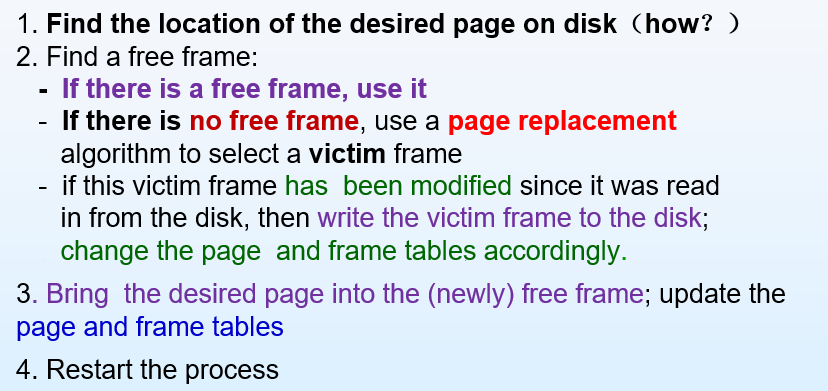 1. Find the location of the desired page on disk（how？）
2. Find a free frame:
- If there is a free frame, use it
- If there is no free frame, use a page replacement
algorithm to select a victim frame
- if this victim frame has been modified since it was read
in from the disk, then write the victim frame to the disk;
change the page and frame tables accordingly.
3. Bring the desired page into the (newly) free frame; update the
page and frame tables
4. Restart the process